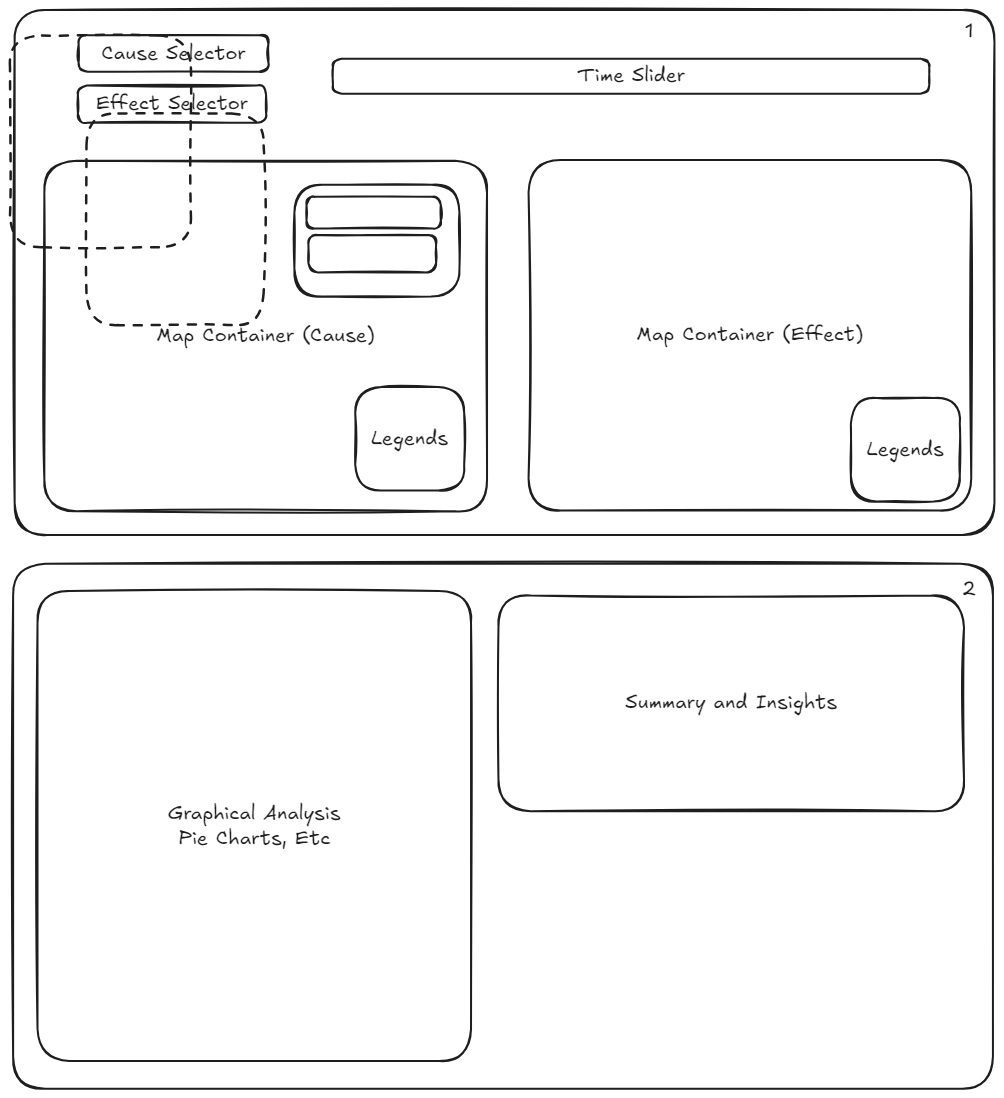 1
Cause Selector
Time Slider
Effect Selector
Map Container (Cause)
Map Container (Effect)
Legends
Legends
2
Summary and Insights
Graphical Analysis
Pie Charts, Etc